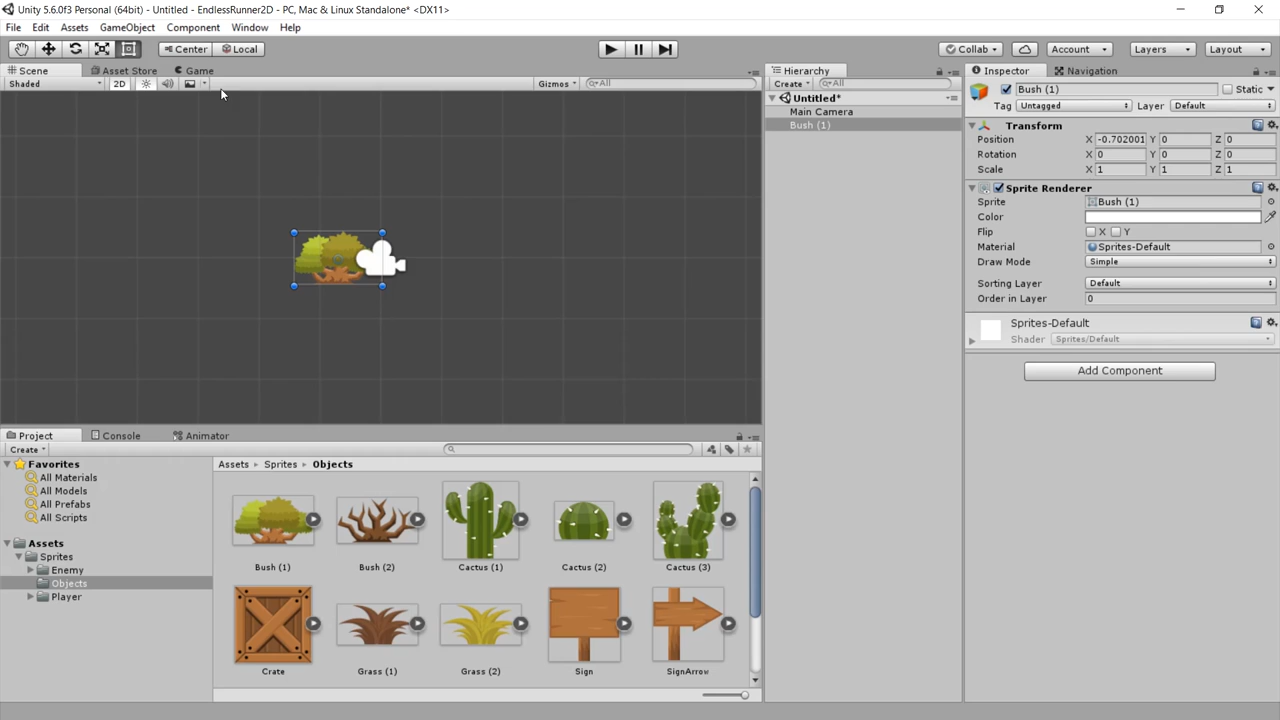 Unity 5.6.0f3 Personal (64bit) - Untitled - EndlessRunner2D - PC, Mac & Linux Standalone* <DX11>
File Edit Assets GameObject Component Window Help
Center Local Collab Account Layers Layout
Scene Asset Store Game Hierarchy Inspector Navigation
Shaded 2D Gizmos All Create All
Bush (1) Static
Untitled*
Tag Untagged Layer Default
Main Camera
Bush (1)
Transform
Position X -0.702001 Y 0 Z 0
Rotation X 0 Y 0 Z 0
Scale X 1 Y 1 Z 1
Sprite Renderer
Sprite Bush (1)
Color
Flip X Y
Material Sprites-Default
Draw Mode Simple
Sorting Layer Default
Order in Layer 0
Sprites-Default
Shader Sprites/Default
Add Component
Project Console Animator
Create
Favorites
All Materials
All Models
All Prefabs
All Scripts
Assets
Sprites
Enemy
Objects
Player
Assets Sprites Objects
Bush (1) Bush (2) Cactus (1) Cactus (2) Cactus (3)
Crate Grass (1) Grass (2) Sign SignArrow